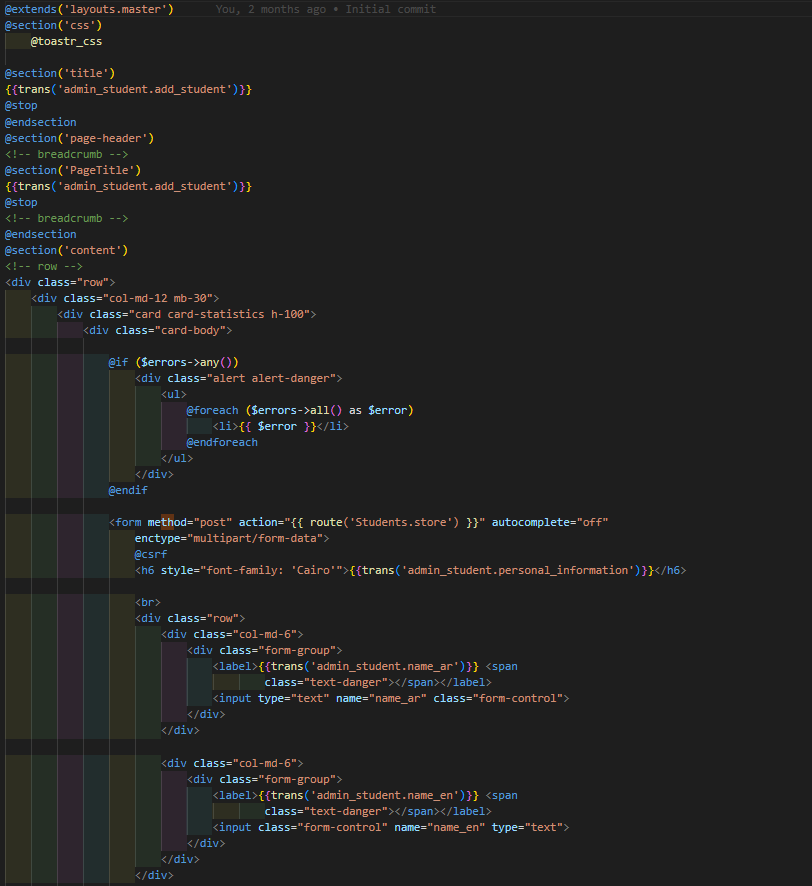 @extends('layouts.master') You, 2 months ago • Initial commit
@section('css')
@toastr_css
@section('title')
{{trans('admin_student.add_student')}}
@stop
@endsection
@section('page-header')
<!-- breadcrumb -->
@section('PageTitle')
{{trans('admin_student.add_student')}}
@stop
<!-- breadcrumb -->
@endsection
@section('content')
<!-- row -->
<div class="row">
<div class="col-md-12 mb-30">
<div class="card card-statistics h-100">
<div class="card-body">
@if ($errors->any())
<div class="alert alert-danger">
<ul>
@foreach ($errors->all() as $error)
<li>{{ $error }}</li>
@endforeach
</ul>
</div>
@endif
<form method="post" action="{{ route('Students.store') }}" autocomplete="off"
enctype="multipart/form-data">
@csrf
<h6 style="font-family: 'Cairo'">{{trans('admin_student.personal_information')}}</h6>
<br>
<div class="row">
<div class="col-md-6">
<div class="form-group">
<label>{{trans('admin_student.name_ar')}} <span
class="text-danger"></span></label>
<input type="text" name="name_ar" class="form-control">
</div>
</div>
<div class="col-md-6">
<div class="form-group">
<label>{{trans('admin_student.name_en')}} <span
class="text-danger"></span></label>
<input class="form-control" name="name_en" type="text">
</div>
</div>
</div>